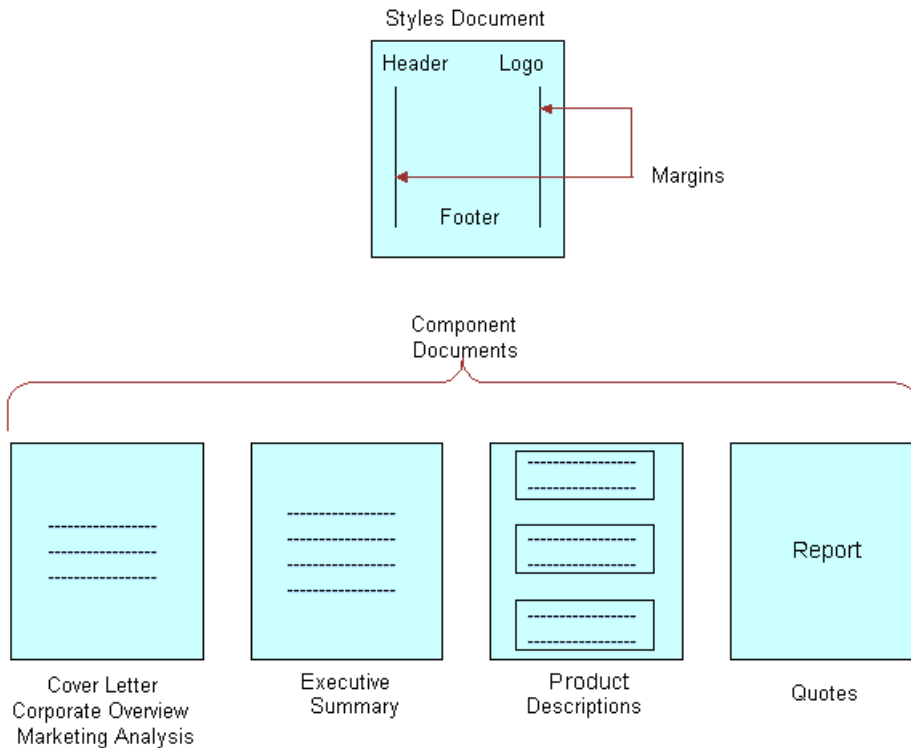 Styles Document
Header Logo
Margins
Footer
Component
Documents
Report
Cover Letter
Corporate Overview
Marketing Analysis
Executive
Summary
Product
Descriptions
Quotes